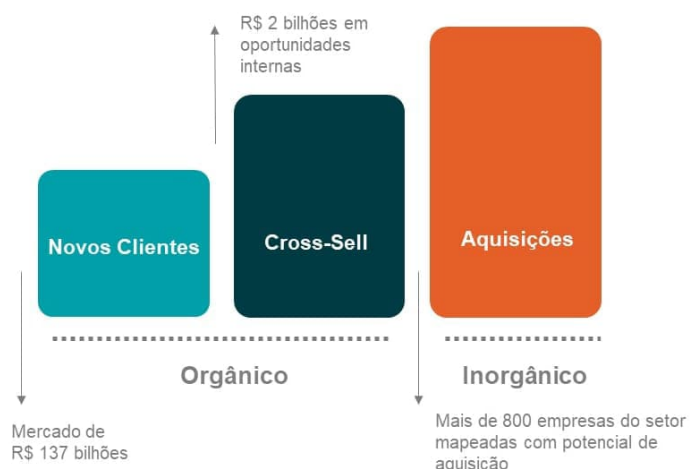 R$ 2 bilhões em
oportunidades
internas
Novos Clientes
Cross-Sell
Aquisições
Orgânico
Inorgânico
Mercado de
R$ 137 bilhões
Mais de 800 empresas do setor
mapeadas com potencial de
aquisição